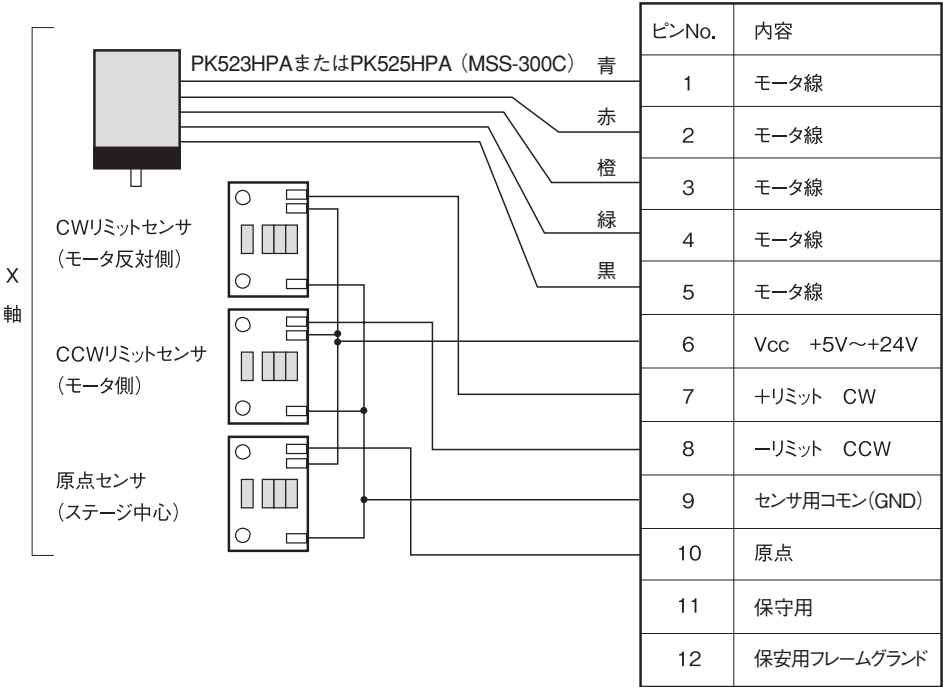 ピンNo. 内容
PK523HPAまたはPK525HPA（MSS-300C） 青
1 モータ線
赤
2 モータ線
橙
3 モータ線
緑
4 モータ線
黒
5 モータ線
CWリミットセンサ
（モータ反対側）
X
軸
CCWリミットセンサ
（モータ側）
原点センサ
（ステージ中心）
6 Vcc +5V～+24V
7 ＋リミット CW
8 －リミット CCW
9 センサ用コモン（GND）
10 原点
11 保守用
12 保安用フレームグランド